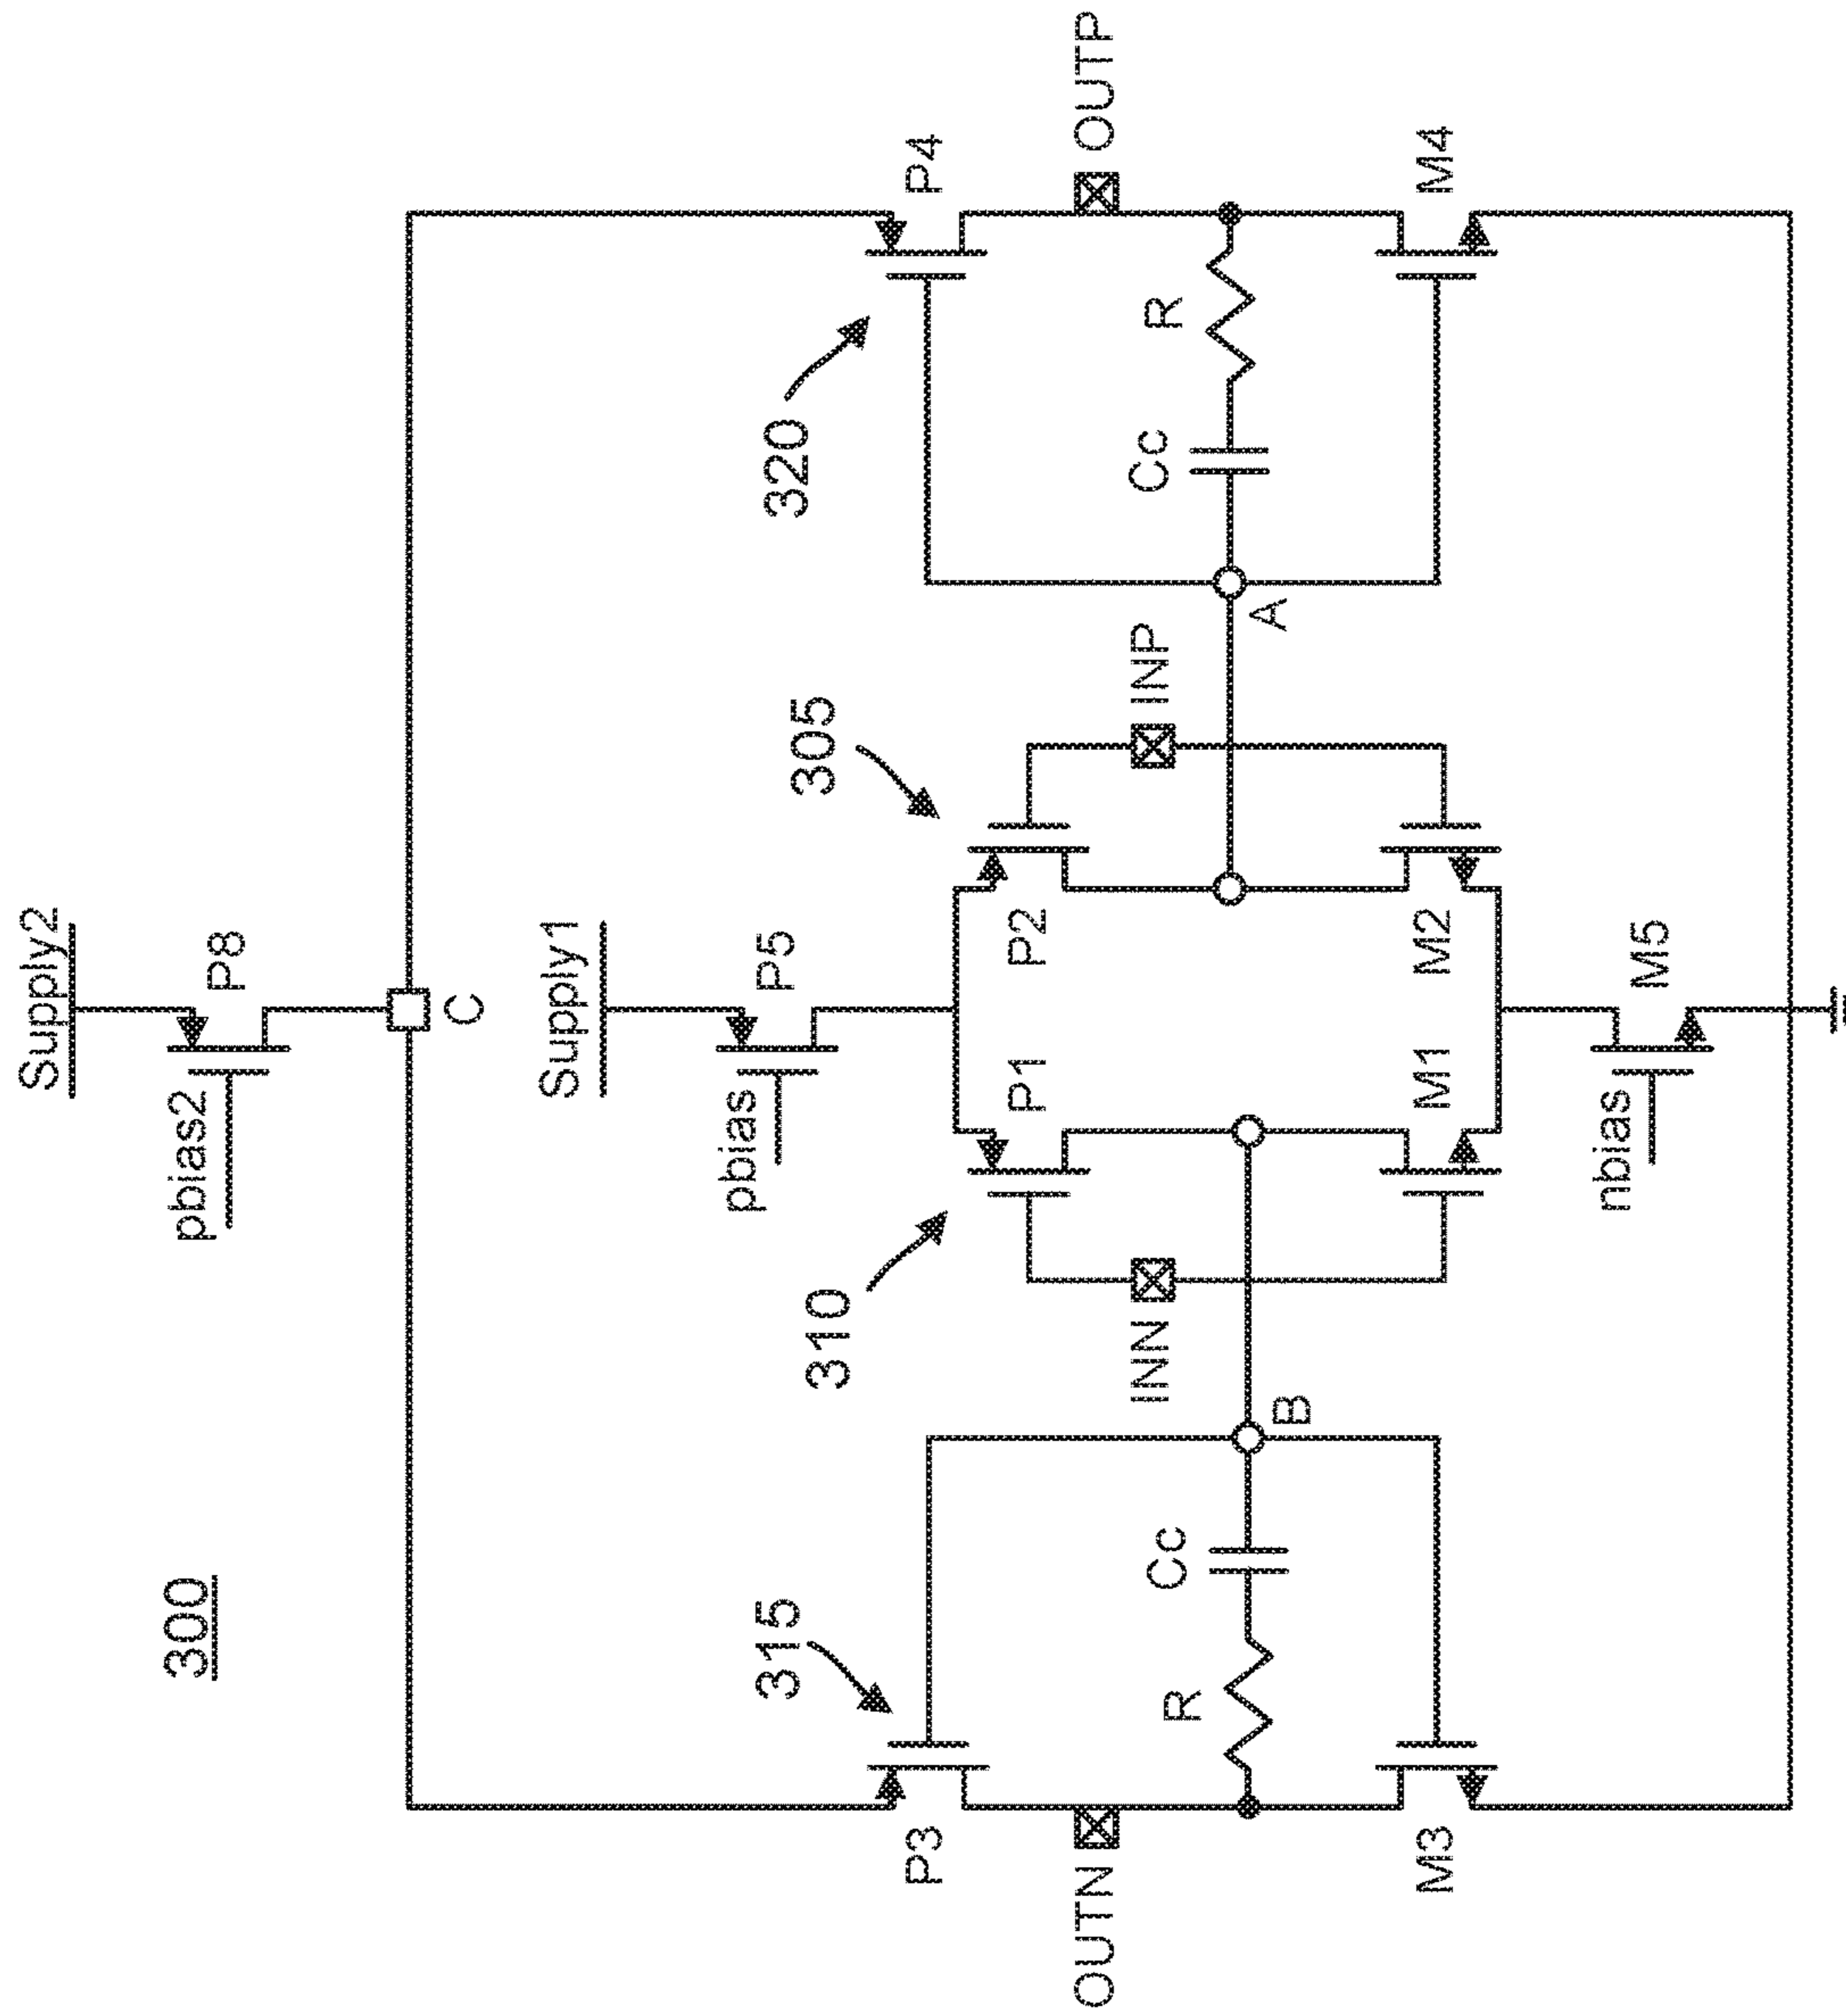 300
Supply2
pbias2
P8
C
Supply1
pbias
P5
315
310
305
320
P3
P1
P2
P4
OUTN
INN
INP
OUTP
R
Cc
B
A
Cc
R
M3
M1
M2
M4
nbias
M5